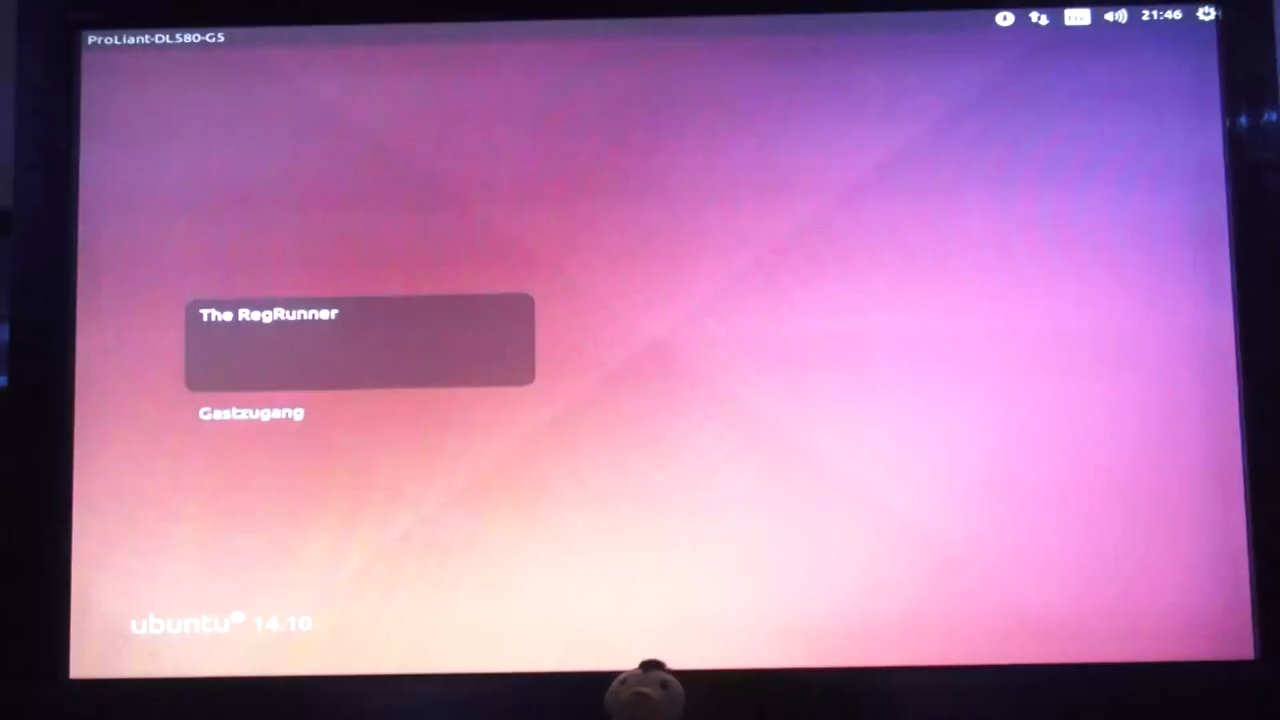 ProLiant-DL580-G5
21:46
The RegRunner
Gastzugang
ubuntu® 14.10